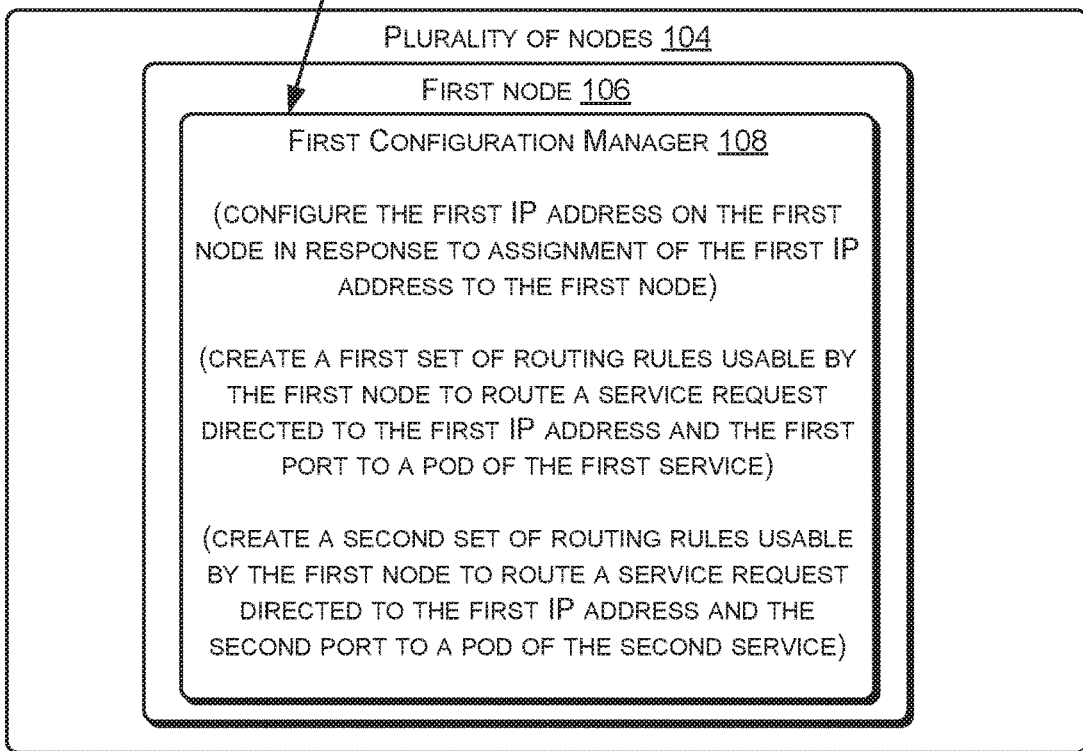 PLURALITY OF NODES 104
FIRST NODE 106
FIRST CONFIGURATION MANAGER 108
(CONFIGURE THE FIRST IP ADDRESS ON THE FIRST
NODE IN RESPONSE TO ASSIGNMENT OF THE FIRST IP
ADDRESS TO THE FIRST NODE)
(CREATE A FIRST SET OF ROUTING RULES USABLE BY
THE FIRST NODE TO ROUTE A SERVICE REQUEST
DIRECTED TO THE FIRST IP ADDRESS AND THE FIRST
PORT TO A POD OF THE FIRST SERVICE)
(CREATE A SECOND SET OF ROUTING RULES USABLE
BY THE FIRST NODE TO ROUTE A SERVICE REQUEST
DIRECTED TO THE FIRST IP ADDRESS AND THE
SECOND PORT TO A POD OF THE SECOND SERVICE)